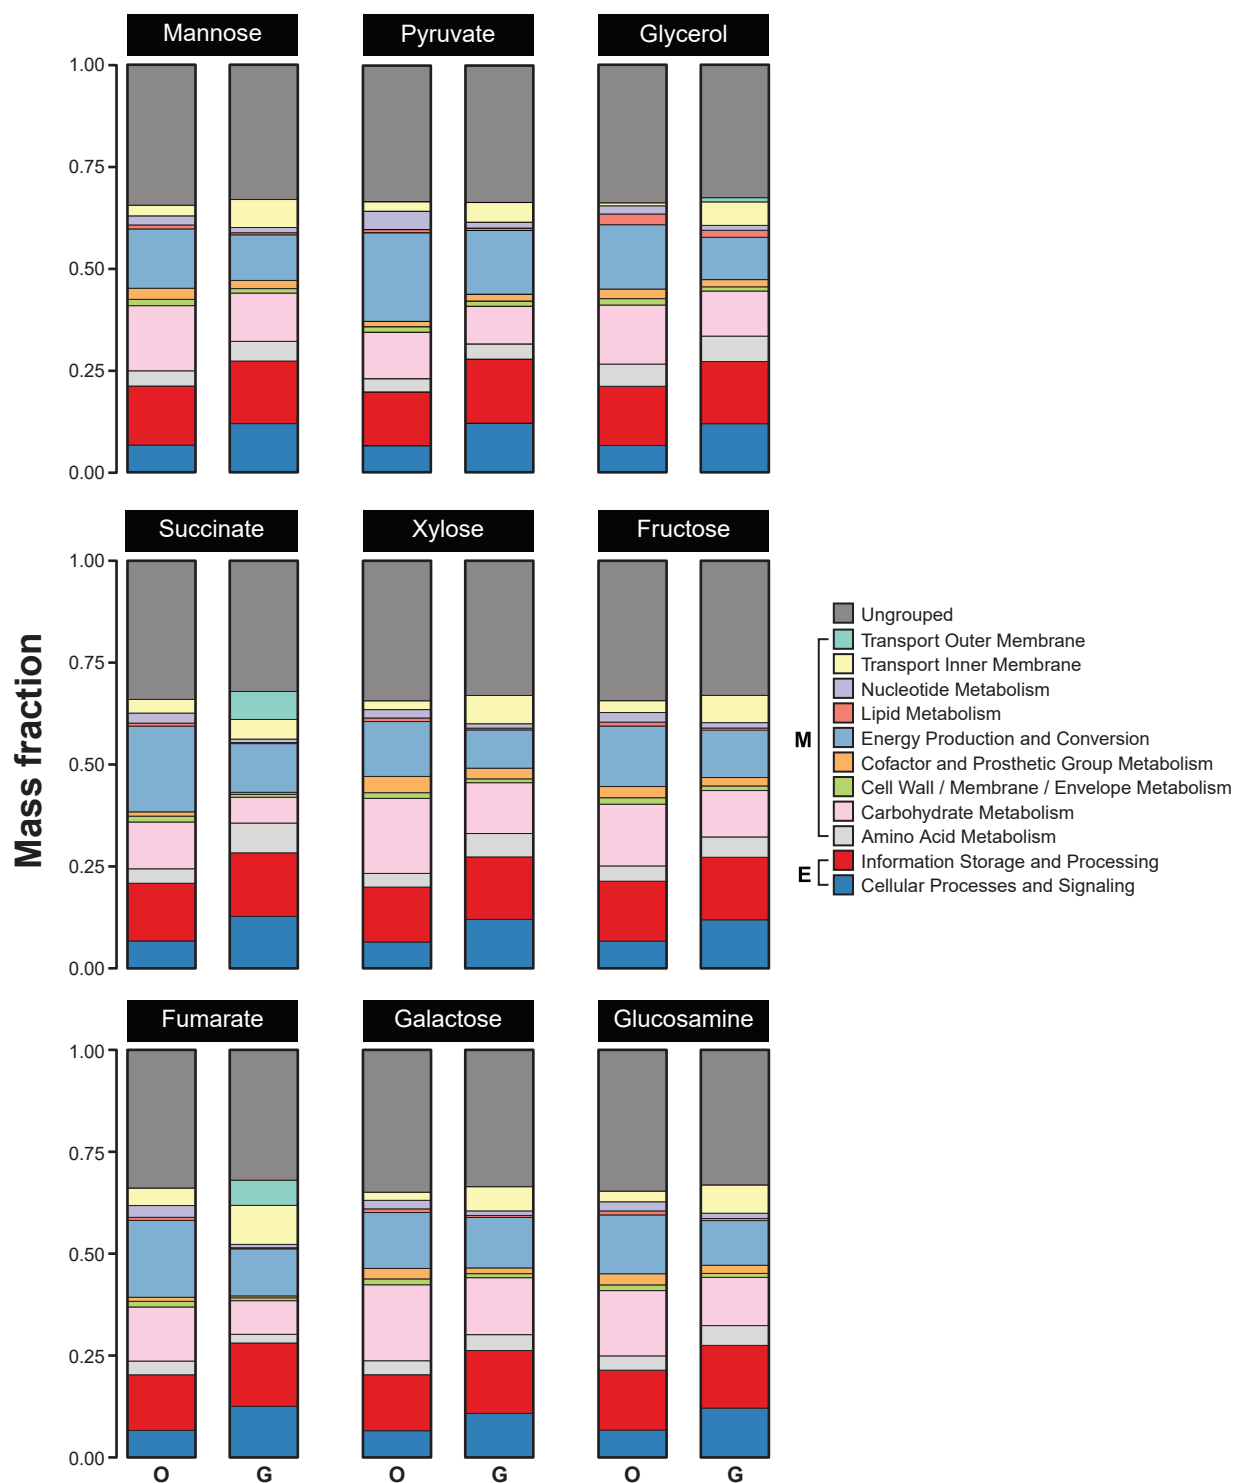 Mannose Pyruvate Glycerol
1.00
0.75
0.50
0.25
0.00
Succinate Xylose Fructose
1.00
0.75
0.50
0.25
0.00
Mass fraction
Ungrouped
Transport Outer Membrane
Transport Inner Membrane
Nucleotide Metabolism
Lipid Metabolism
M Energy Production and Conversion
Cofactor and Prosthetic Group Metabolism
Cell Wall / Membrane / Envelope Metabolism
Carbohydrate Metabolism
Amino Acid Metabolism
E Information Storage and Processing
Cellular Processes and Signaling
Fumarate Galactose Glucosamine
1.00
0.75
0.50
0.25
0.00
O G O G O G